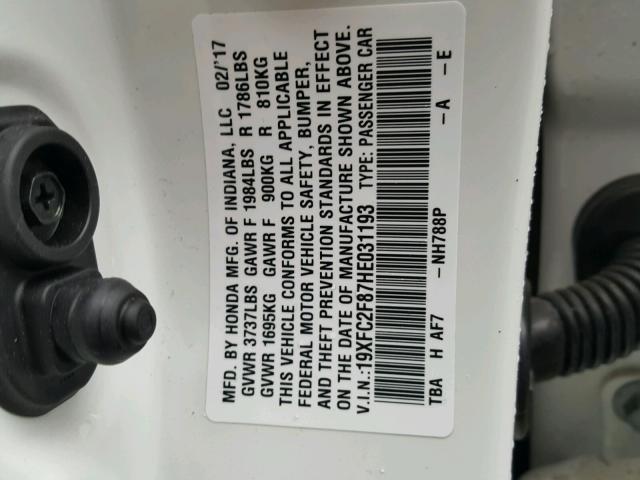 MFD. BY HONDA MFG. OF INDIANA, LLC 02/'17
GVWR 3737LBS GAWR F 1984LBS R 1786LBS
GVWR 1695KG GAWR F 900KG R 810KG
THIS VEHICLE CONFORMS TO ALL APPLICABLE
FEDERAL MOTOR VEHICLE SAFETY, BUMPER,
AND THEFT PREVENTION STANDARDS IN EFFECT
ON THE DATE OF MANUFACTURE SHOWN ABOVE.
V.I.N.:19XFC2F87HE031193 TYPE: PASSENGER CAR
TBA H AF7 -NH788P -A -E